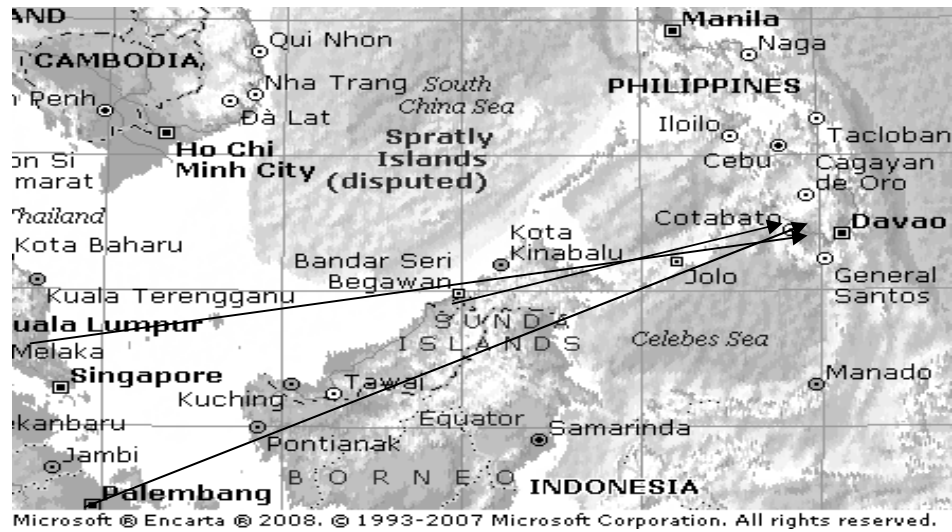 AND
Manila
Qui Nhon
Naga
CAMBODIA
Nha Trang
South
China Sea
PHILIPPINES
n Penh
Đà Lat
Ilpilo
Tacloban
Ho Chi
Minh City
Spratly
Islands
(disputed)
Cebu
Cagayan
de Oro
on Si
marat
Thailand
Cotabato
Davao
Kota Baharu
Kota
Kinabalu
Bandar Seri
Begawan
Jolo
General
Santos
Kuala Terengganu
uala Lumpur
SUNDA
ISLANDS
Celebes Sea
Melaka
Singapore
Tawai
Manado
Kuching
ekanbaru
Equator
Samarinda
Pontianak
Jambi
BORNEO
INDONESIA
Palembang
Microsoft ® Encarta ® 2008. © 1993-2007 Microsoft Corporation. All rights reserved.